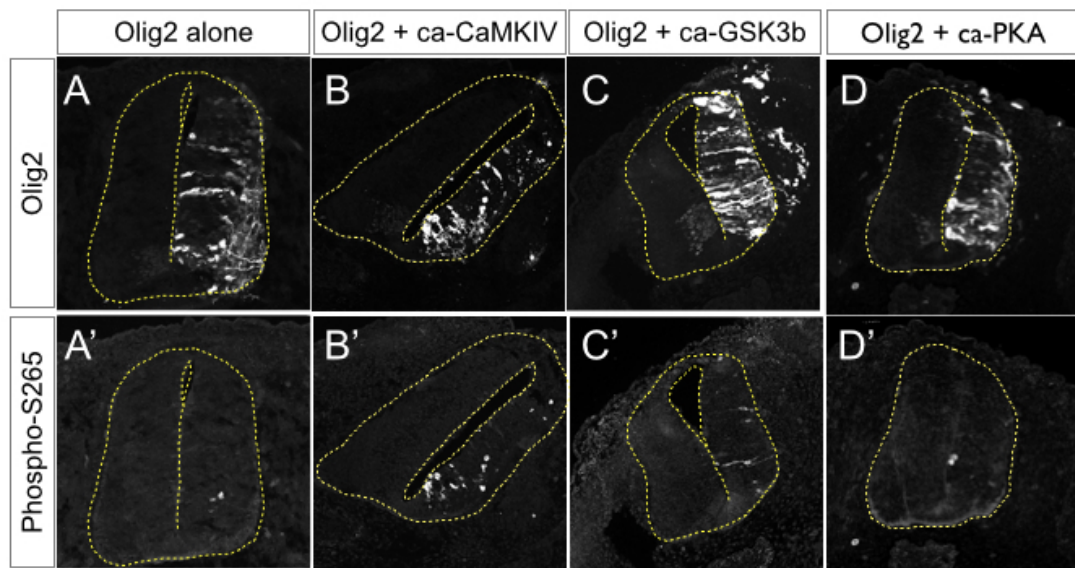 Olig2 alone
Olig2 + ca-CaMKIV
Olig2 + ca-GSK3b
Olig2 + ca-PKA
Olig2
A
B
C
D
Phospho-S265
A'
B'
C'
D'